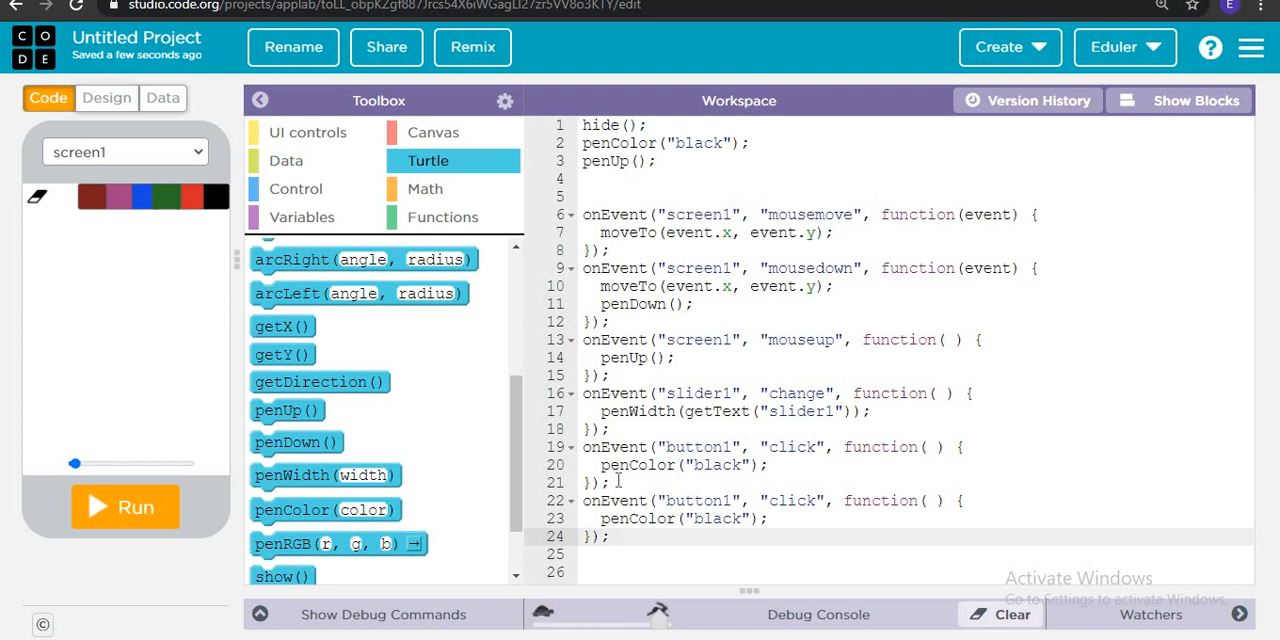 studio.code.org/projects/applab/
E
C O
D E
Untitled Project
Saved a few seconds ago
Rename
Share
Remix
Create
Eduler
?
Code
Design
Data
Toolbox
Workspace
Version History
Show Blocks
screen1
UI controls
Canvas
Data
Turtle
Control
Math
Variables
Functions
arcRight(angle, radius)
arcLeft(angle, radius)
getX()
getY()
getDirection()
penUp()
penDown()
penWidth(width)
penColor(color)
penRGB(r, g, b)
show()
Run
1 hide();
2 penColor("black");
3 penUp();
4
5
6 onEvent("screen1", "mousemove", function(event) {
7 moveTo(event.x, event.y);
8 });
9 onEvent("screen1", "mousedown", function(event) {
10 moveTo(event.x, event.y);
11 penDown();
12 });
13 onEvent("screen1", "mouseup", function( ) {
14 penUp();
15 });
16 onEvent("slider1", "change", function( ) {
17 penWidth(getText("slider1"));
18 });
19 onEvent("button1", "click", function( ) {
20 penColor("black");
21 });
22 onEvent("button1", "click", function( ) {
23 penColor("black");
24 });
25
26
Activate Windows
Go to Settings to activate Windows.
©
Show Debug Commands
Debug Console
Clear
Watchers